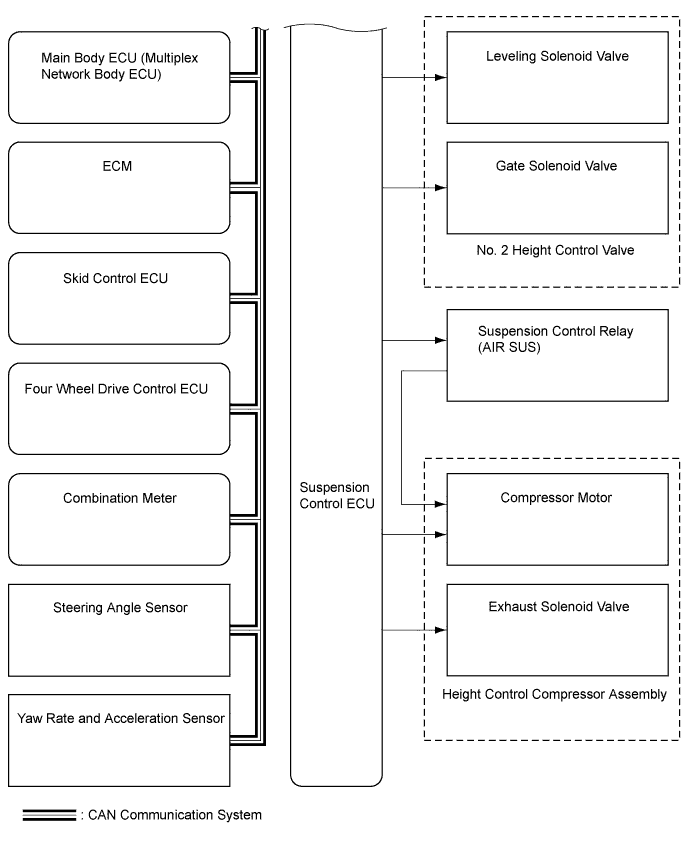 Main Body ECU (Multiplex
Network Body ECU)
ECM
Skid Control ECU
Four Wheel Drive Control ECU
Combination Meter
Steering Angle Sensor
Yaw Rate and Acceleration Sensor
Suspension
Control ECU
Leveling Solenoid Valve
Gate Solenoid Valve
No. 2 Height Control Valve
Suspension Control Relay
(AIR SUS)
Compressor Motor
Exhaust Solenoid Valve
Height Control Compressor Assembly
: CAN Communication System